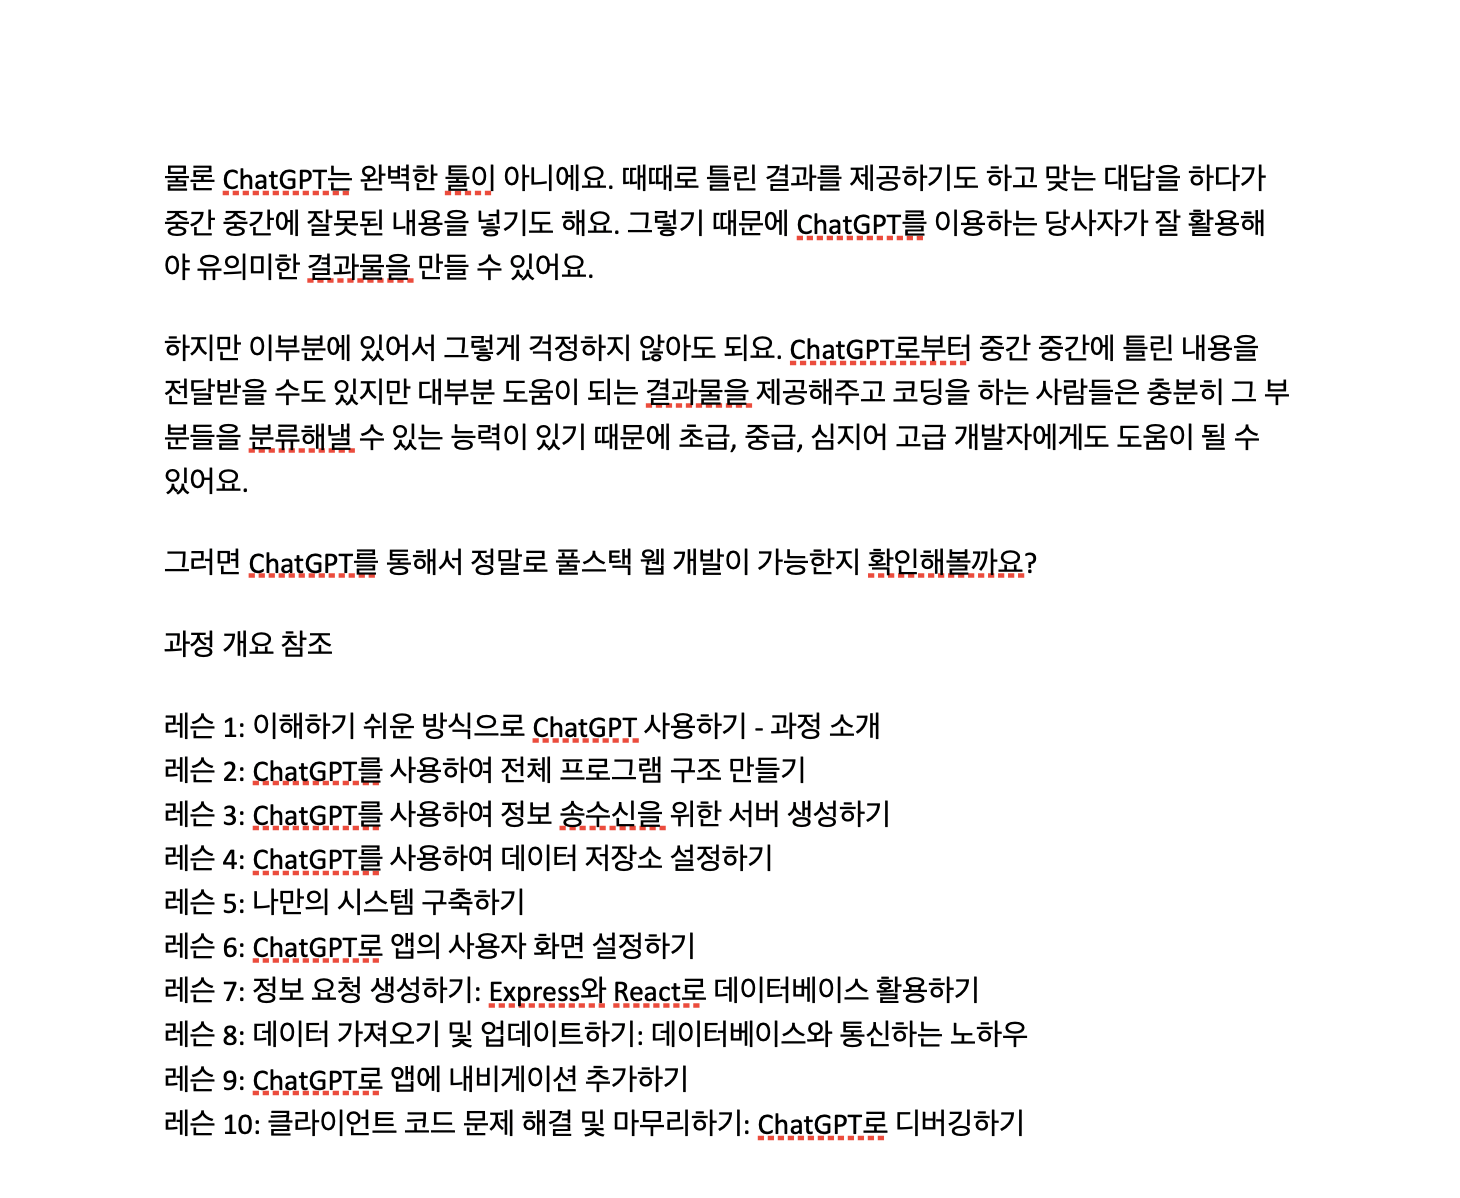 물론 ChatGPT는 완벽한 툴이 아니에요. 때때로 틀린 결과를 제공하기도 하고 맞는 대답을 하다가
중간 중간에 잘못된 내용을 넣기도 해요. 그렇기 때문에 ChatGPT를 이용하는 당사자가 잘 활용해
야 유의미한 결과물을 만들 수 있어요.
하지만 이부분에 있어서 그렇게 걱정하지 않아도 되요. ChatGPT로부터 중간 중간에 틀린 내용을
전달받을 수도 있지만 대부분 도움이 되는 결과물을 제공해주고 코딩을 하는 사람들은 충분히 그 부
분들을 분류해낼 수 있는 능력이 있기 때문에 초급, 중급, 심지어 고급 개발자에게도 도움이 될 수
있어요.
그러면 ChatGPT를 통해서 정말로 풀스택 웹 개발이 가능한지 확인해볼까요?
과정 개요 참조
레슨 1: 이해하기 쉬운 방식으로 ChatGPT 사용하기 - 과정 소개
레슨 2: ChatGPT를 사용하여 전체 프로그램 구조 만들기
레슨 3: ChatGPT를 사용하여 정보 송수신을 위한 서버 생성하기
레슨 4: ChatGPT를 사용하여 데이터 저장소 설정하기
레슨 5: 나만의 시스템 구축하기
레슨 6: ChatGPT로 앱의 사용자 화면 설정하기
레슨 7: 정보 요청 생성하기: Express와 React로 데이터베이스 활용하기
레슨 8: 데이터 가져오기 및 업데이트하기: 데이터베이스와 통신하는 노하우
레슨 9: ChatGPT로 앱에 내비게이션 추가하기
레슨 10: 클라이언트 코드 문제 해결 및 마무리하기: ChatGPT로 디버깅하기